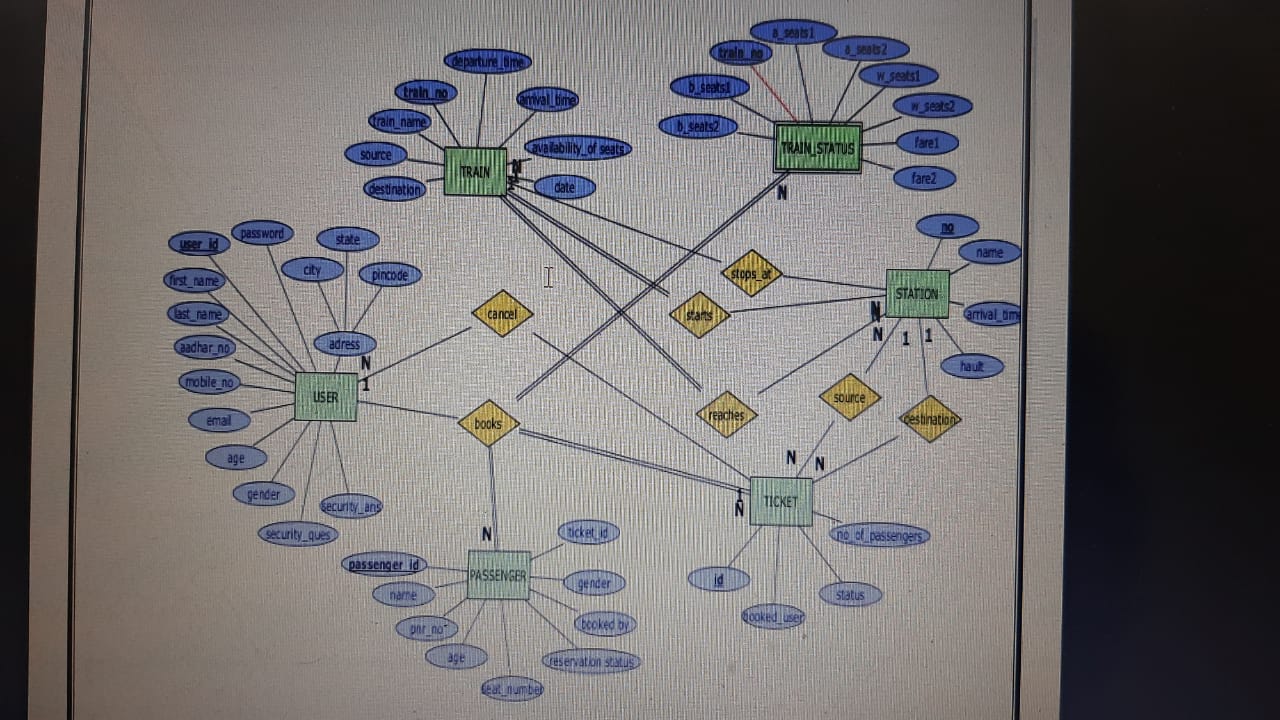 a_seats1
train_no
a_seats2
departure_time
w_seats1
b_seats1
train_no
arrival_time
w_seats2
train_name
b_seats2
fare1
availability_of seats
TRAIN_STATUS
source
TRAIN
N
fare2
destination
date
N
no
user_id
password
state
name
city
pincode
stops_at
first_name
STATION
last_name
cancel
starts
arrival_time
N
N
1
1
aadhar_no
adress
N
hault
mobile_no
1
USER
source
email
books
reaches
destination
age
N
N
gender
security_ans
TICKET
1
N
security_ques
N
ticket_id
no_of_passengers
passenger_id
PASSENGER
gender
id
name
status
pnr_no
booked by
booked_user
age
reservation status
seat_number